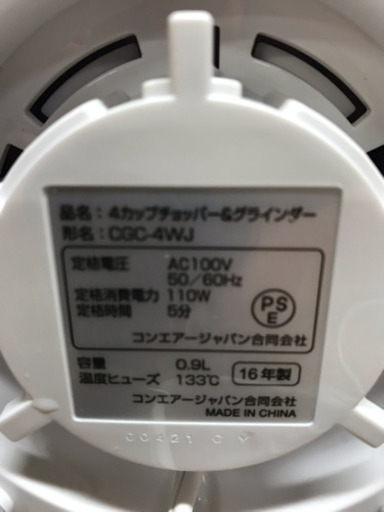 品名：4カップチョッパー&グラインダー
形名：CGC-4WJ
定格電圧 AC100V
50/60Hz
定格消費電力 110W
定格時間 5分
PS
E
コンエアージャパン合同会社
容量 0.9L
温度ヒューズ 133℃
16年製
コンエアージャパン合同会社
MADE IN CHINA